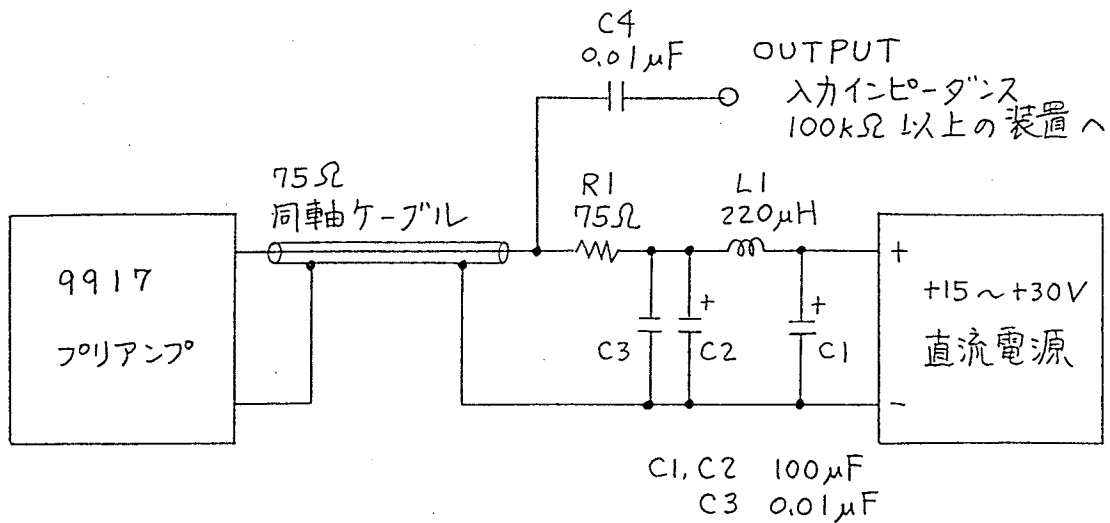 C4
0.01μF
OUTPUT
入力インピーダンス
100kΩ 以上の装置へ
75Ω
同軸ケーブル
R1
75Ω
L1
220μH
9917
プリアンプ
+
-
+15～+30V
直流電源
C3
+
C2
+
C1
C1, C2 100μF
C3 0.01μF